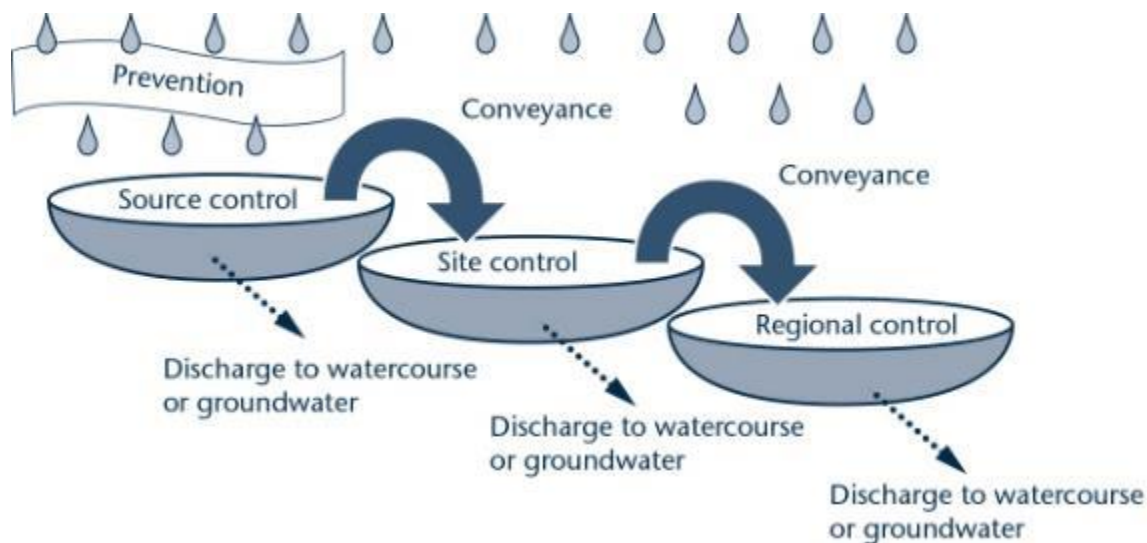 Prevention
Conveyance
Conveyance
Source control
Site control
Regional control
Discharge to watercourse
or groundwater
Discharge to watercourse
or groundwater
Discharge to watercourse
or groundwater